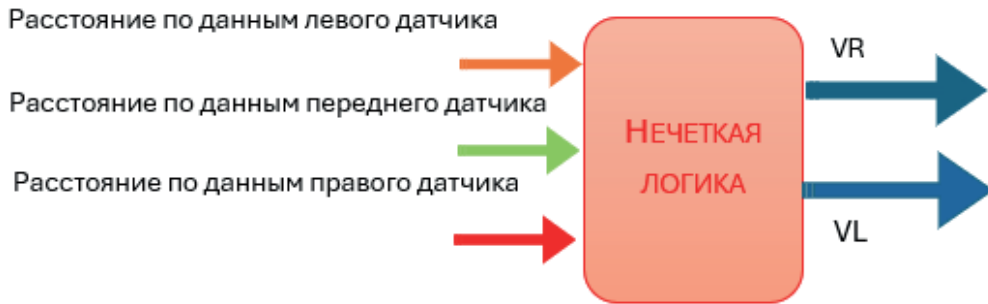 Расстояние по данным левого датчика
VR
Расстояние по данным переднего датчика
НЕЧЕТКАЯ
ЛОГИКА
Расстояние по данным правого датчика
VL